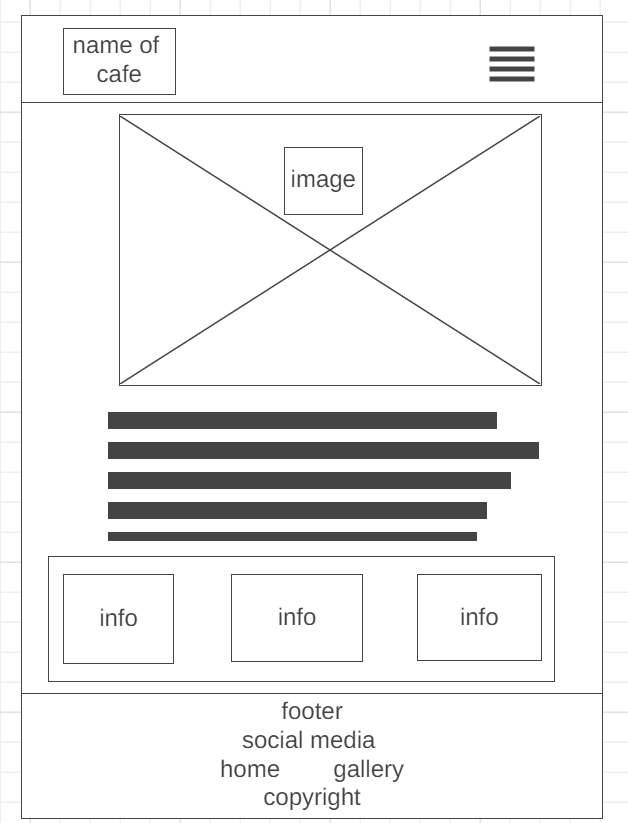 name of
cafe
image
info
info
info
footer
social media
home gallery
copyright